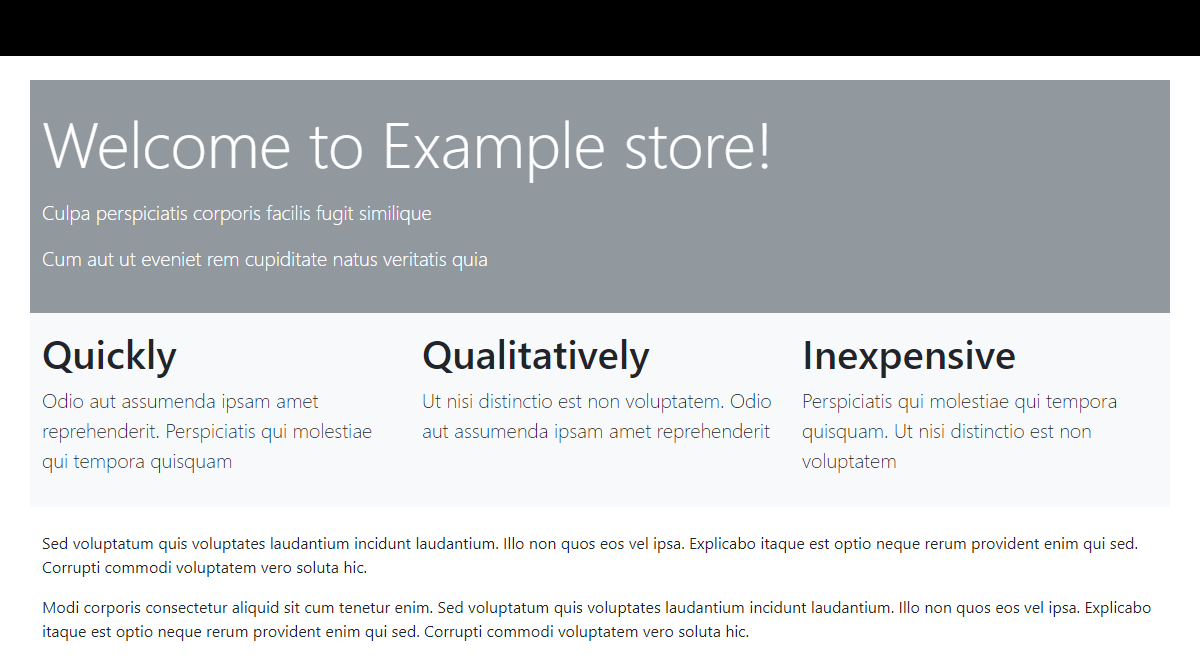 Welcome to Example store!
Culpa perspiciatis corporis facilis fugit similique
Cum aut ut eveniet rem cupiditate natus veritatis quia
Quickly
Odio aut assumenda ipsam amet
reprehenderit. Perspiciatis qui molestiae
qui tempora quisquam
Qualitatively
Ut nisi distinctio est non voluptatem. Odio
aut assumenda ipsam amet reprehenderit
Inexpensive
Perspiciatis qui molestiae qui tempora
quisquam. Ut nisi distinctio est non
voluptatem
Sed voluptatum quis voluptates laudantium incidunt laudantium. Illo non quos eos vel ipsa. Explicabo itaque est optio neque rerum provident enim qui sed.
Corrupti commodi voluptatem vero soluta hic.
Modi corporis consectetur aliquid sit cum tenetur enim. Sed voluptatum quis voluptates laudantium incidunt laudantium. Illo non quos eos vel ipsa. Explicabo
itaque est optio neque rerum provident enim qui sed. Corrupti commodi voluptatem vero soluta hic.